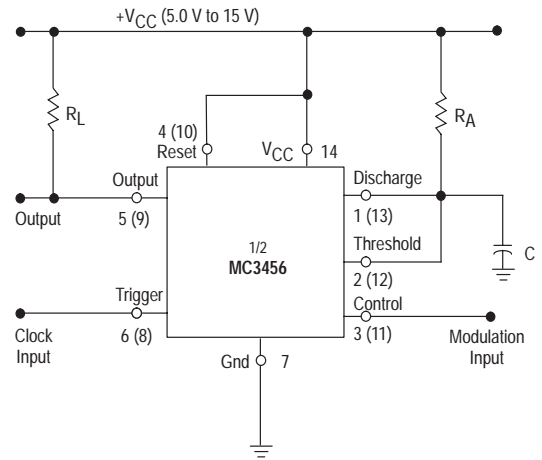 +VCC (5.0 V to 15 V)
RL
RA
4 (10)
Reset
VCC
14
Output
5 (9)
Output
Discharge
1 (13)
1/2
MC3456
Threshold
2 (12)
C
Trigger
6 (8)
Clock
Input
Control
3 (11)
Modulation
Input
Gnd
7